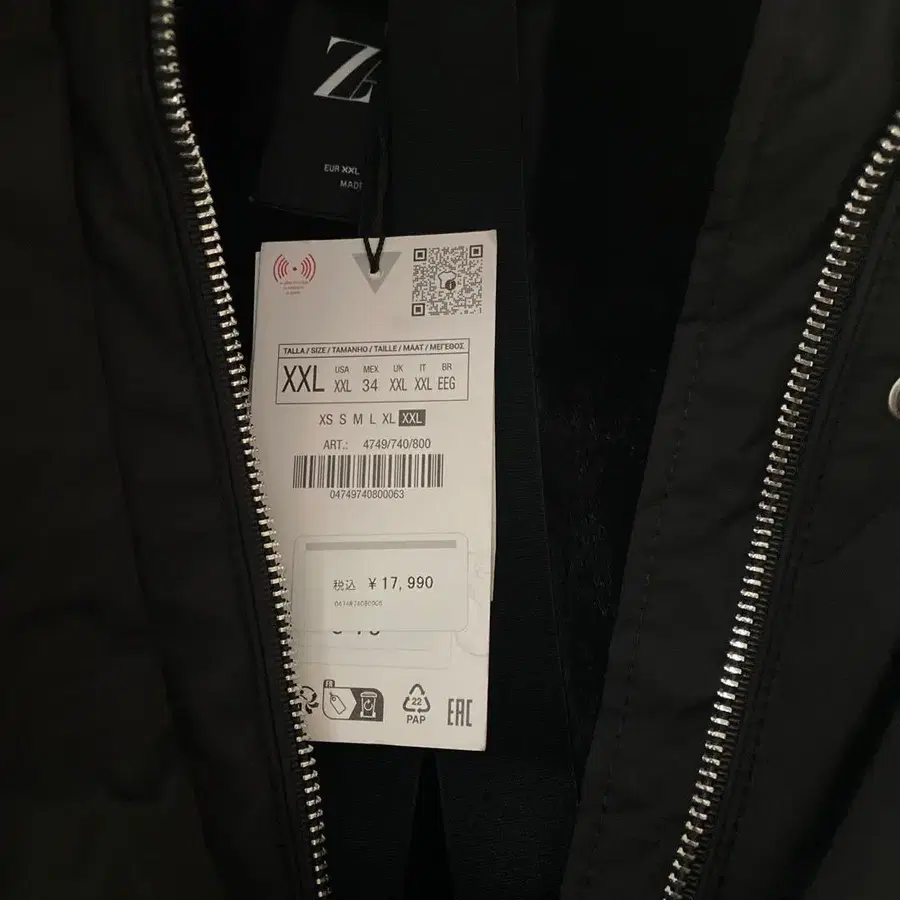 Z
EUR XXL
MADE
TALLA / SIZE / TAMANHO / TAILLE / MAAT / ΜΕΓΕΘΟΣ
XXL
USA MEX UK IT BR
XXL 34 XXL XXL EEG
XS S M L XL XXL
ART.: 4749/740/800
04749740800063
税込 ¥17,990
FR
22
PAP
EAC